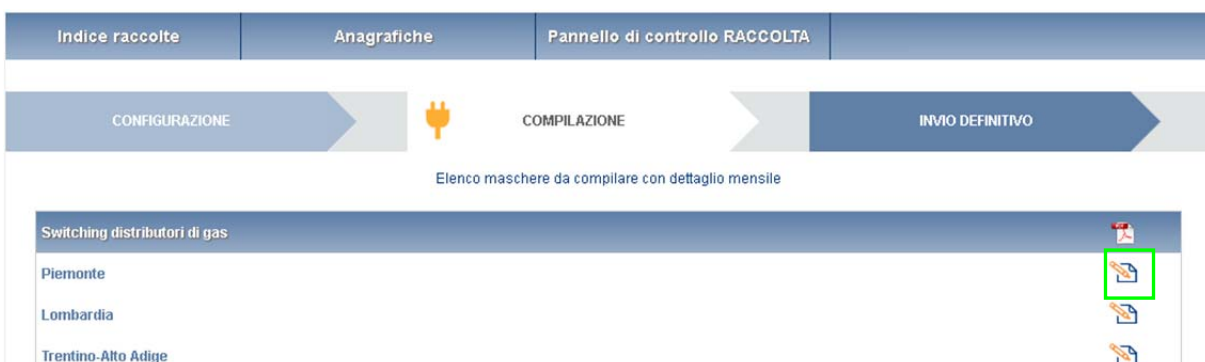 Indice raccolte
Anagrafiche
Pannello di controllo RACCOLTA
CONFIGURAZIONE
COMPILAZIONE
INVIO DEFINITIVO
Elenco maschere da compilare con dettaglio mensile
Switching distributori di gas
Piemonte
Lombardia
Trentino-Alto Adige